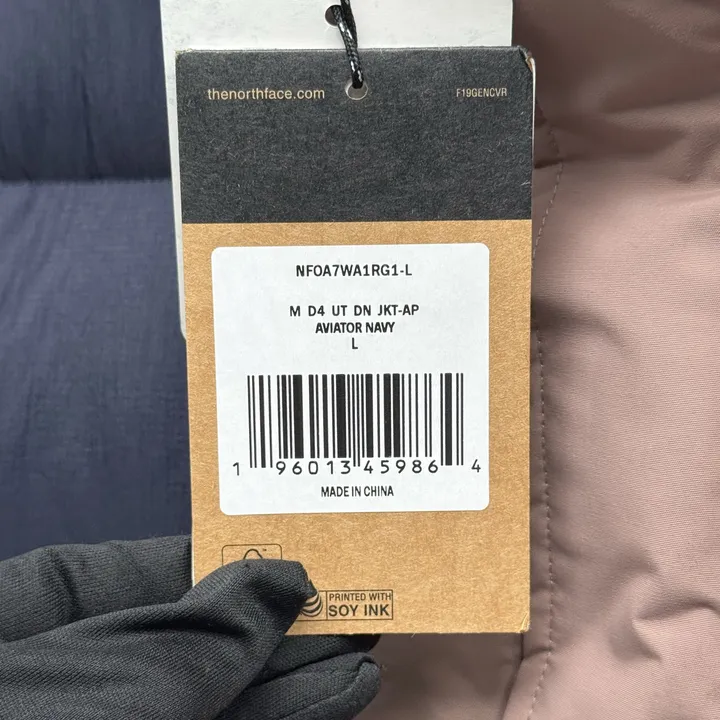 thenorthface.com
F19GENCVR
NF0A7WA1RG1-L
M D4 UT DN JKT-AP
AVIATOR NAVY
L
1 96013 45986 4
MADE IN CHINA
PRINTED WITH
SOY INK